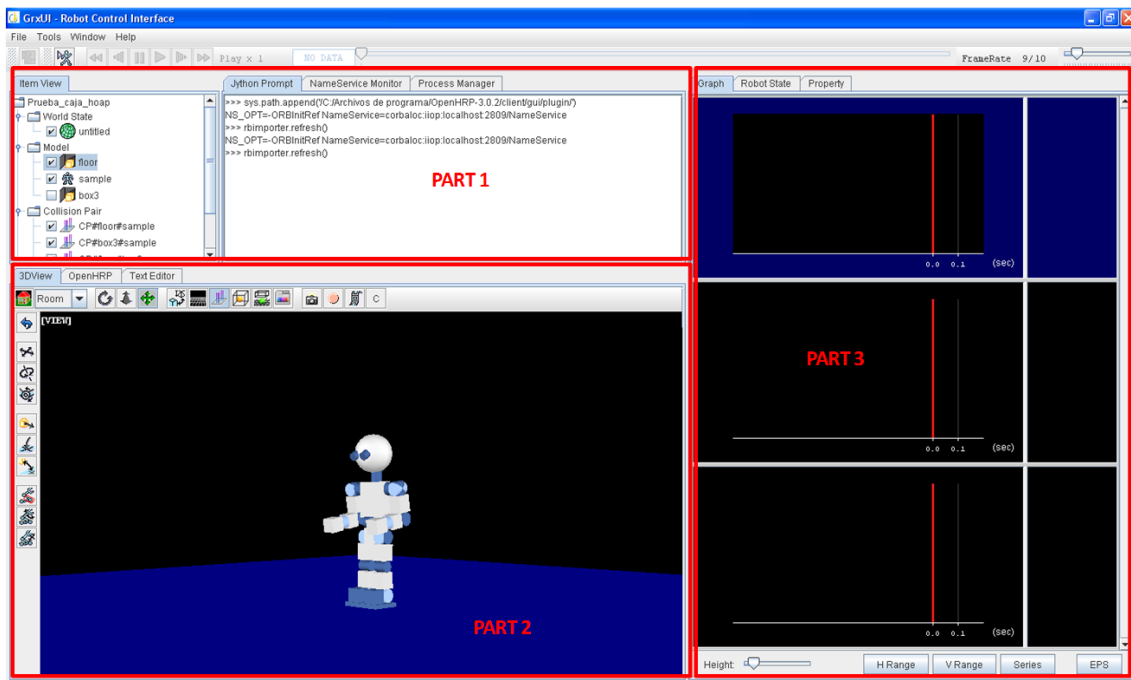 GrxUI - Robot Control Interface
File Tools Window Help
Play x 1
NO DATA
FrameRate 9/10
Item View
Prueba_caja_hoap
World State
untitled
Model
floor
sample
box3
Collision Pair
CP#floor#sample
CP#box3#sample
Jython Prompt NameService Monitor Process Manager
>>> sys.path.append('/C:/Archivos de programa/OpenHRP-3.0.2/client/gui/plugin/')
NS_OPT=-ORBInitRef NameService=corbaloc:iiop:localhost:2809/NameService
>>> rbimporter.refresh()
NS_OPT=-ORBInitRef NameService=corbaloc:iiop:localhost:2809/NameService
>>> rbimporter.refresh()
PART 1
3DView OpenHRP Text Editor
Room
C
[VIEW]
PART 2
Graph Robot State Property
0.0 0.1 (sec)
PART 3
0.0 0.1 (sec)
0.0 0.1 (sec)
Height:
H Range V Range Series EPS